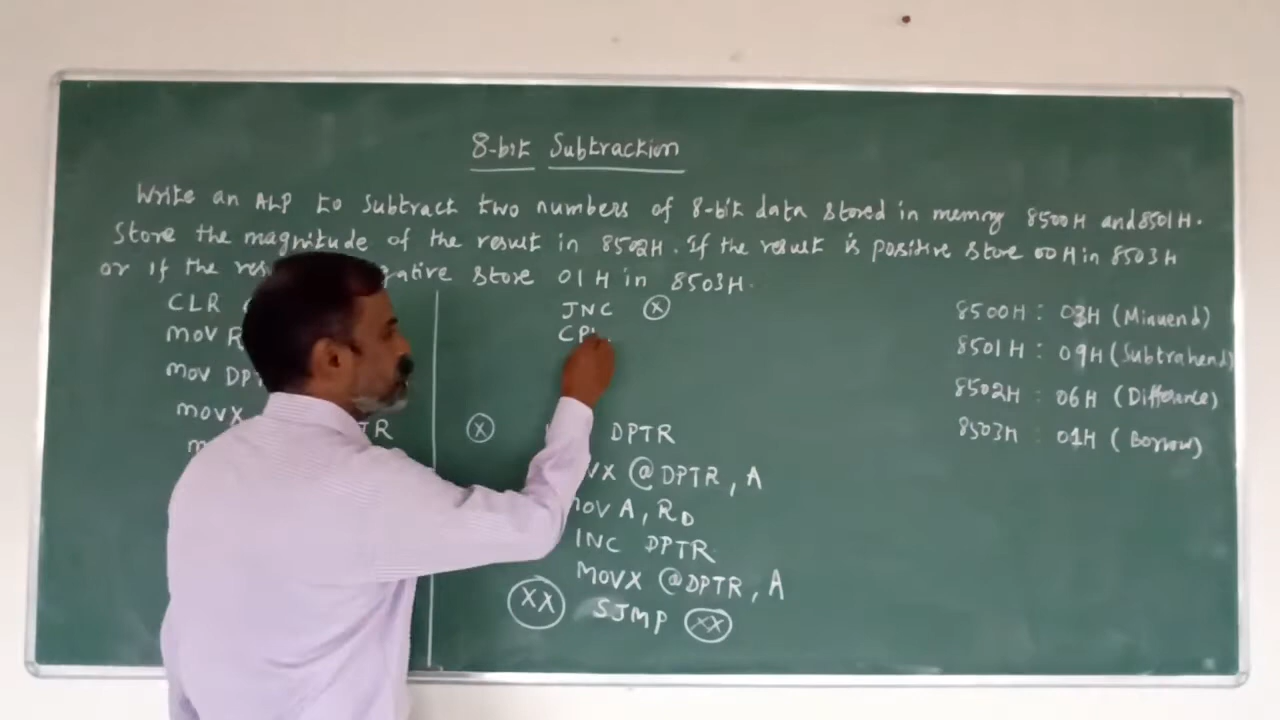 8-bit Subtraction
Write an ALP to Subtract two numbers of 8-bit data stored in memory 8500H and 8501H.
Store the magnitude of the result in 8502H. If the result is positive store 00H in 8503H
or if the store 01H in 8503H.
CLR
MOV
MOV
MOVX
JNC X
X DPTR
@DPTR, A
MOV A, R0
INC DPTR
MOVX @DPTR, A
XX SJMP XX
8500H : 03H (Minuend)
8501H : 09H (Subtrahend)
8502H : 06H (Difference)
8503H : 01H (Borrow)